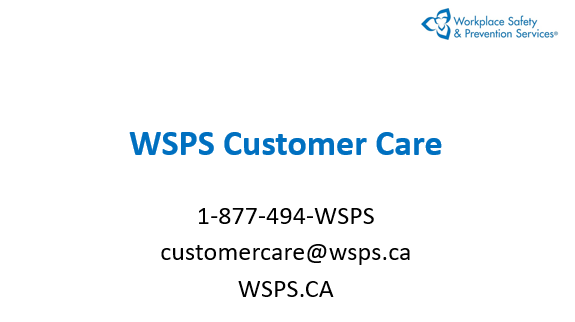 Workplace Safety
& Prevention Services®
WSPS Customer Care
1-877-494-WSPS
customercare@wsps.ca
WSPS.CA